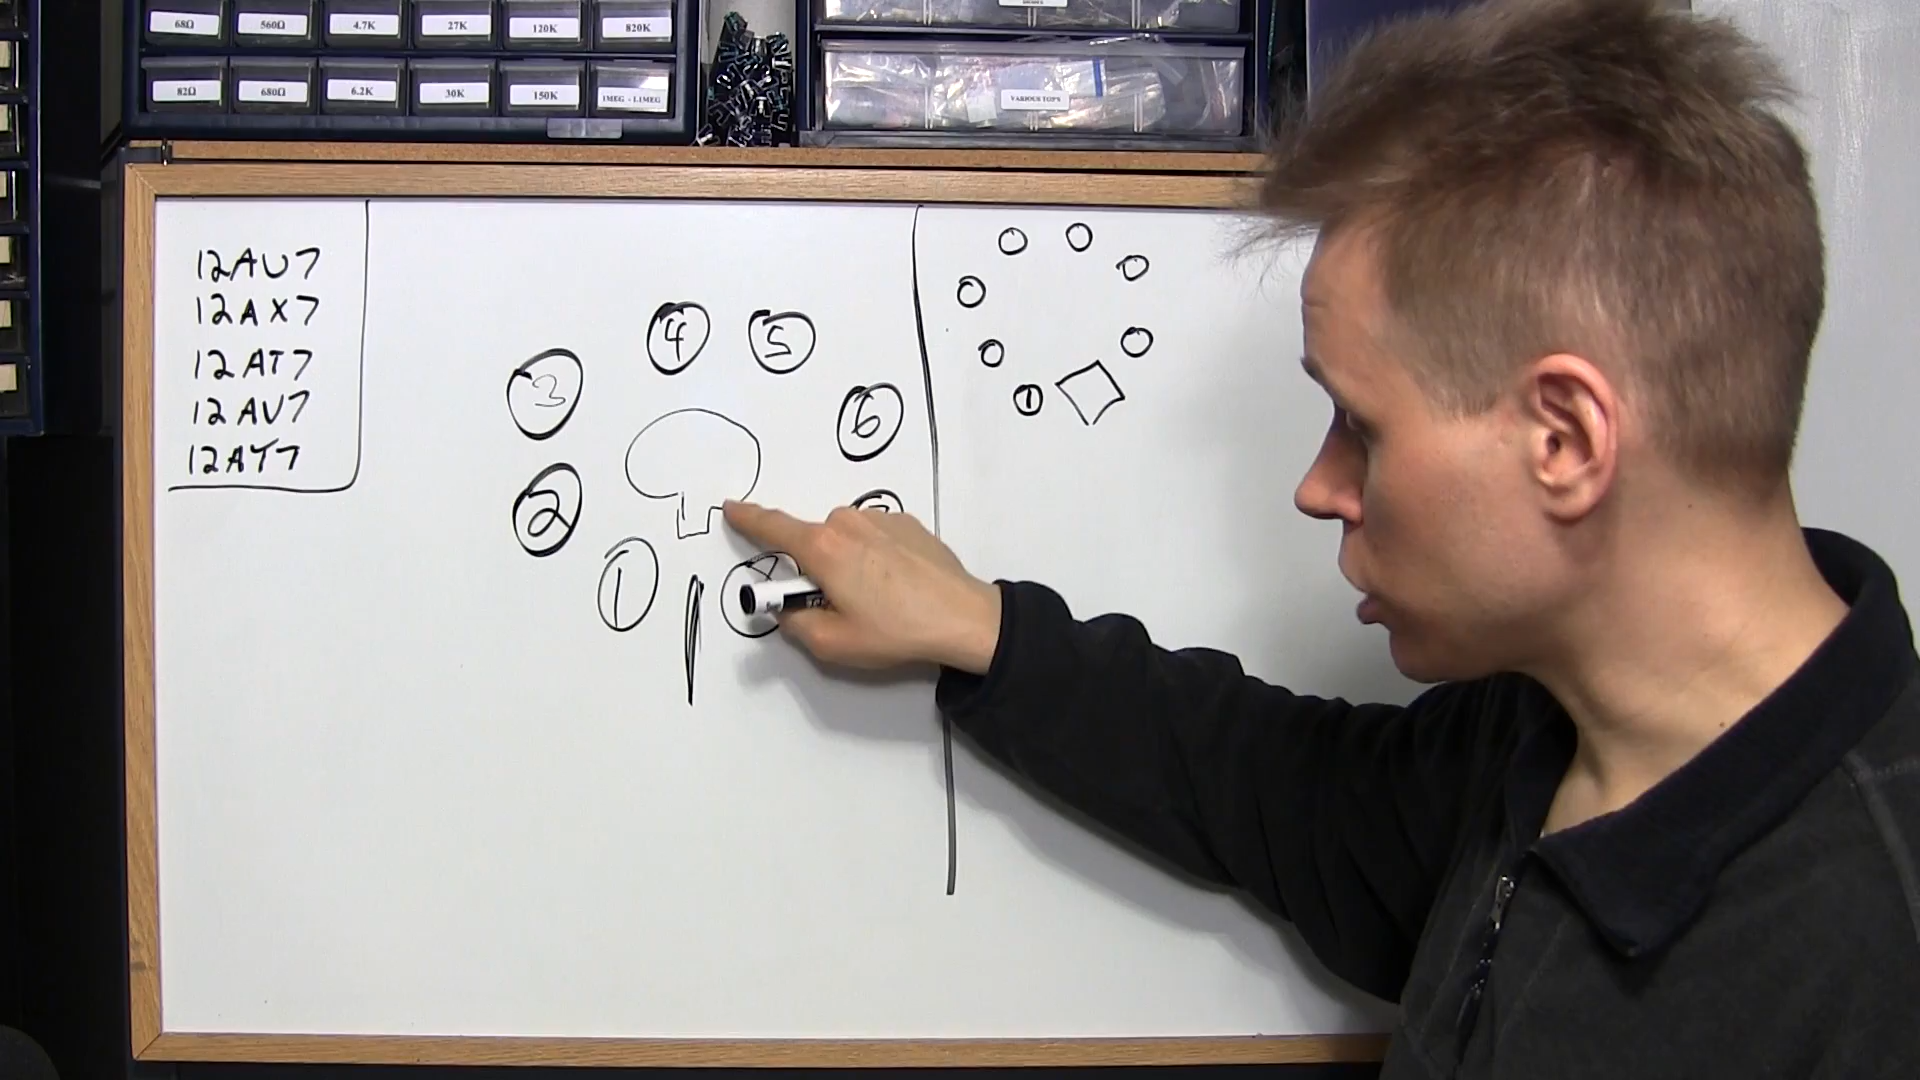 68Ω 560Ω 4.7K 27K 120K 820K
82Ω 680Ω 6.2K 30K 150K 1MEG - 1.1MEG
VARIOUS TOP'S
12AU7
12AX7
12AT7
12AV7
12AY7
4 5
3
6
2
1
1